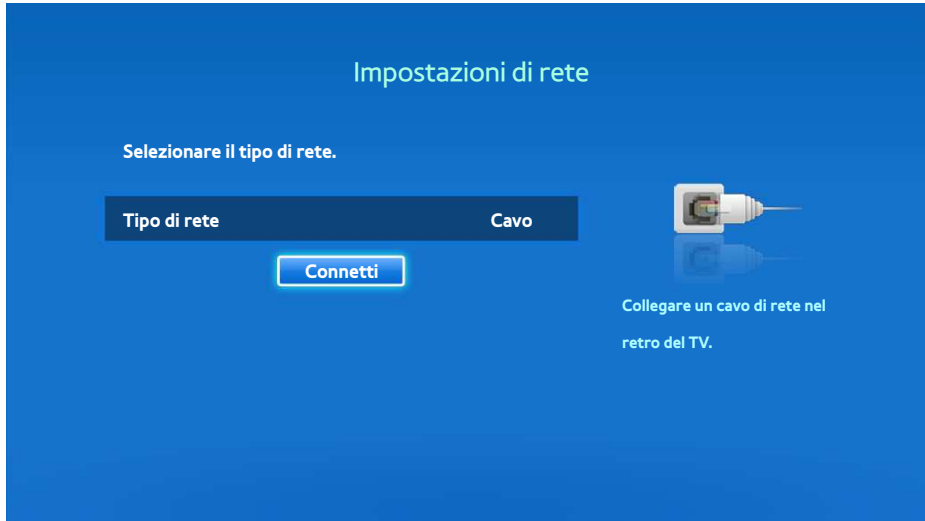 Impostazioni di rete
Selezionare il tipo di rete.
Tipo di rete Cavo
Connetti
Collegare un cavo di rete nel
retro del TV.